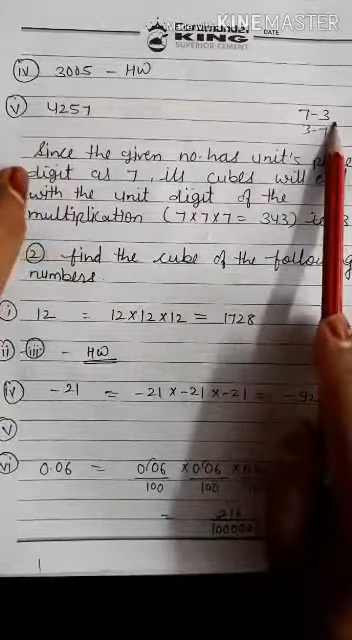 Made with KINEMASTER
KING
SUPERIOR CEMENT
DATE
iv 3005 - HW
v 4257
7-3
3-7
Since the given no. has unit's
digit as 7, its cubes will
with the unit digit of the
multiplication (7×7×7 = 343)
2 find the cube of the following
numbers.
i 12 = 12×12×12 = 1728
ii - iii - HW
iv -21 = -21 × -21 × -21 = -92
v
vi 0.06 = 0.06 × 0.06 ×
100 100
= 216